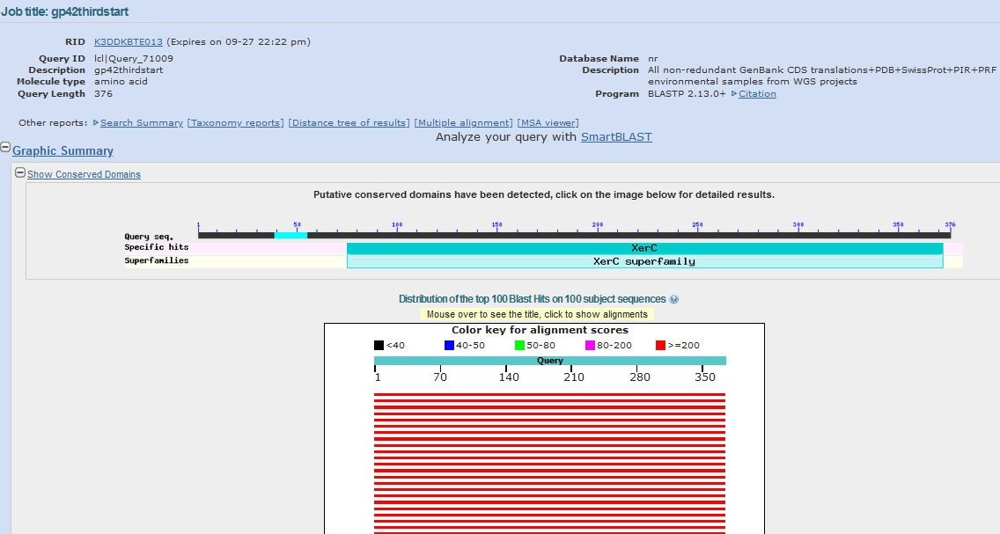 Job title: gp42thirdstart
RID K3DDKBTE013 (Expires on 09-27 22:22 pm)
Query ID lcl|Query_71009
Description gp42thirdstart
Molecule type amino acid
Query Length 376
Database Name nr
Description All non-redundant GenBank CDS translations+PDB+SwissProt+PIR+PRF
environmental samples from WGS projects
Program BLASTP 2.13.0+ Citation
Other reports: Search Summary [Taxonomy reports] [Distance tree of results] [Multiple alignment] [MSA viewer]
Analyze your query with SmartBLAST
Graphic Summary
Show Conserved Domains
Putative conserved domains have been detected, click on the image below for detailed results.
1 50 100 150 200 250 300 350 376
Query seq.
Specific hits XerC
Superfamilies XerC superfamily
Distribution of the top 100 Blast Hits on 100 subject sequences ?
Mouse over to see the title, click to show alignments
Color key for alignment scores
<40 40-50 50-80 80-200 >=200
Query
1 70 140 210 280 350